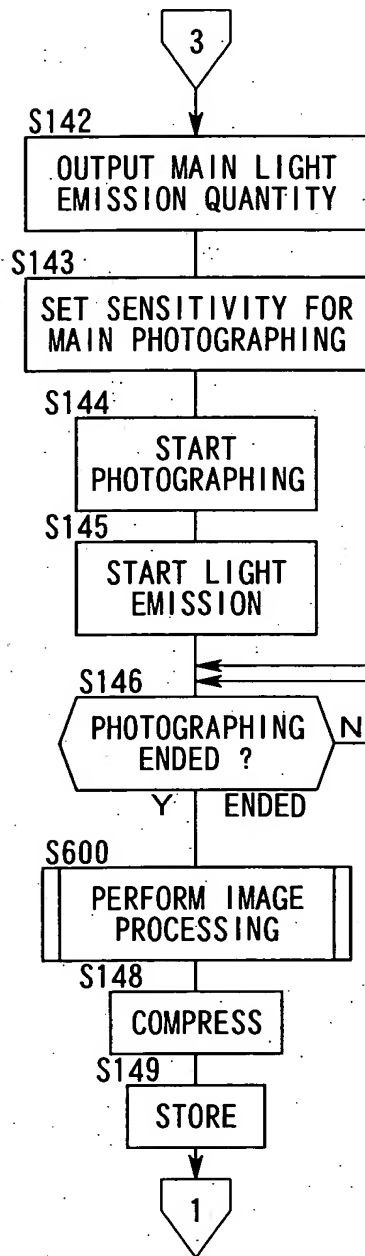 3
S142
OUTPUT MAIN LIGHT
EMISSION QUANTITY
S143
SET SENSITIVITY FOR
MAIN PHOTOGRAPHING
S144
START
PHOTOGRAPHING
S145
START LIGHT
EMISSION
S146
PHOTOGRAPHING
ENDED ?
N
Y ENDED
S600
PERFORM IMAGE
PROCESSING
S148
COMPRESS
S149
STORE
1